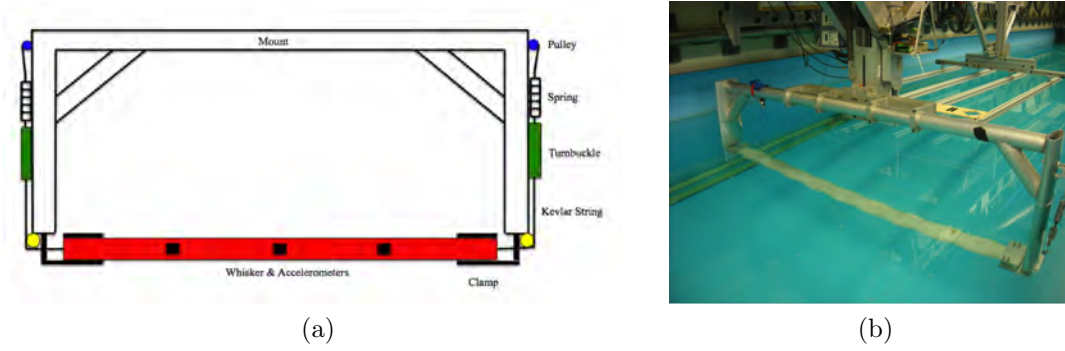 Mount
Pulley
Spring
Turnbuckle
Kevlar String
Whisker & Accelerometers
Clamp
(a)
(b)